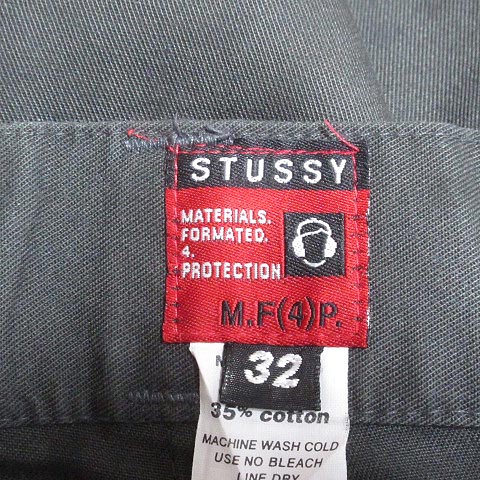 STUSSY
MATERIALS.
FORMATED.
4.
PROTECTION
M.F(4)P.
32
35% cotton
MACHINE WASH COLD
USE NO BLEACH
LINE DRY